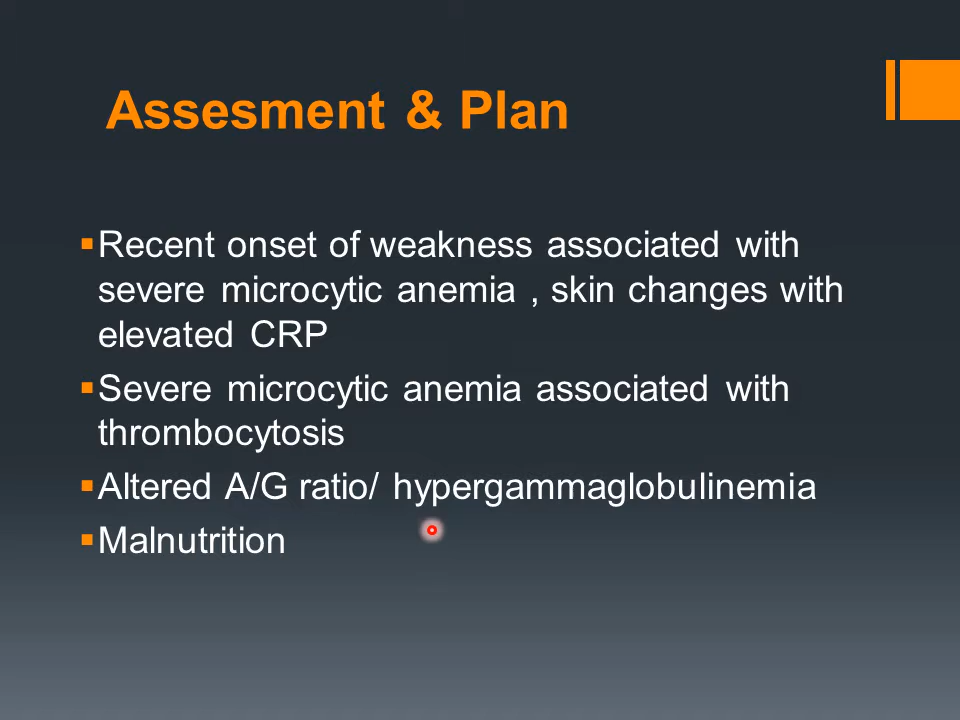 Assesment & Plan
Recent onset of weakness associated with
severe microcytic anemia , skin changes with
elevated CRP
Severe microcytic anemia associated with
thrombocytosis
Altered A/G ratio/ hypergammaglobulinemia
Malnutrition